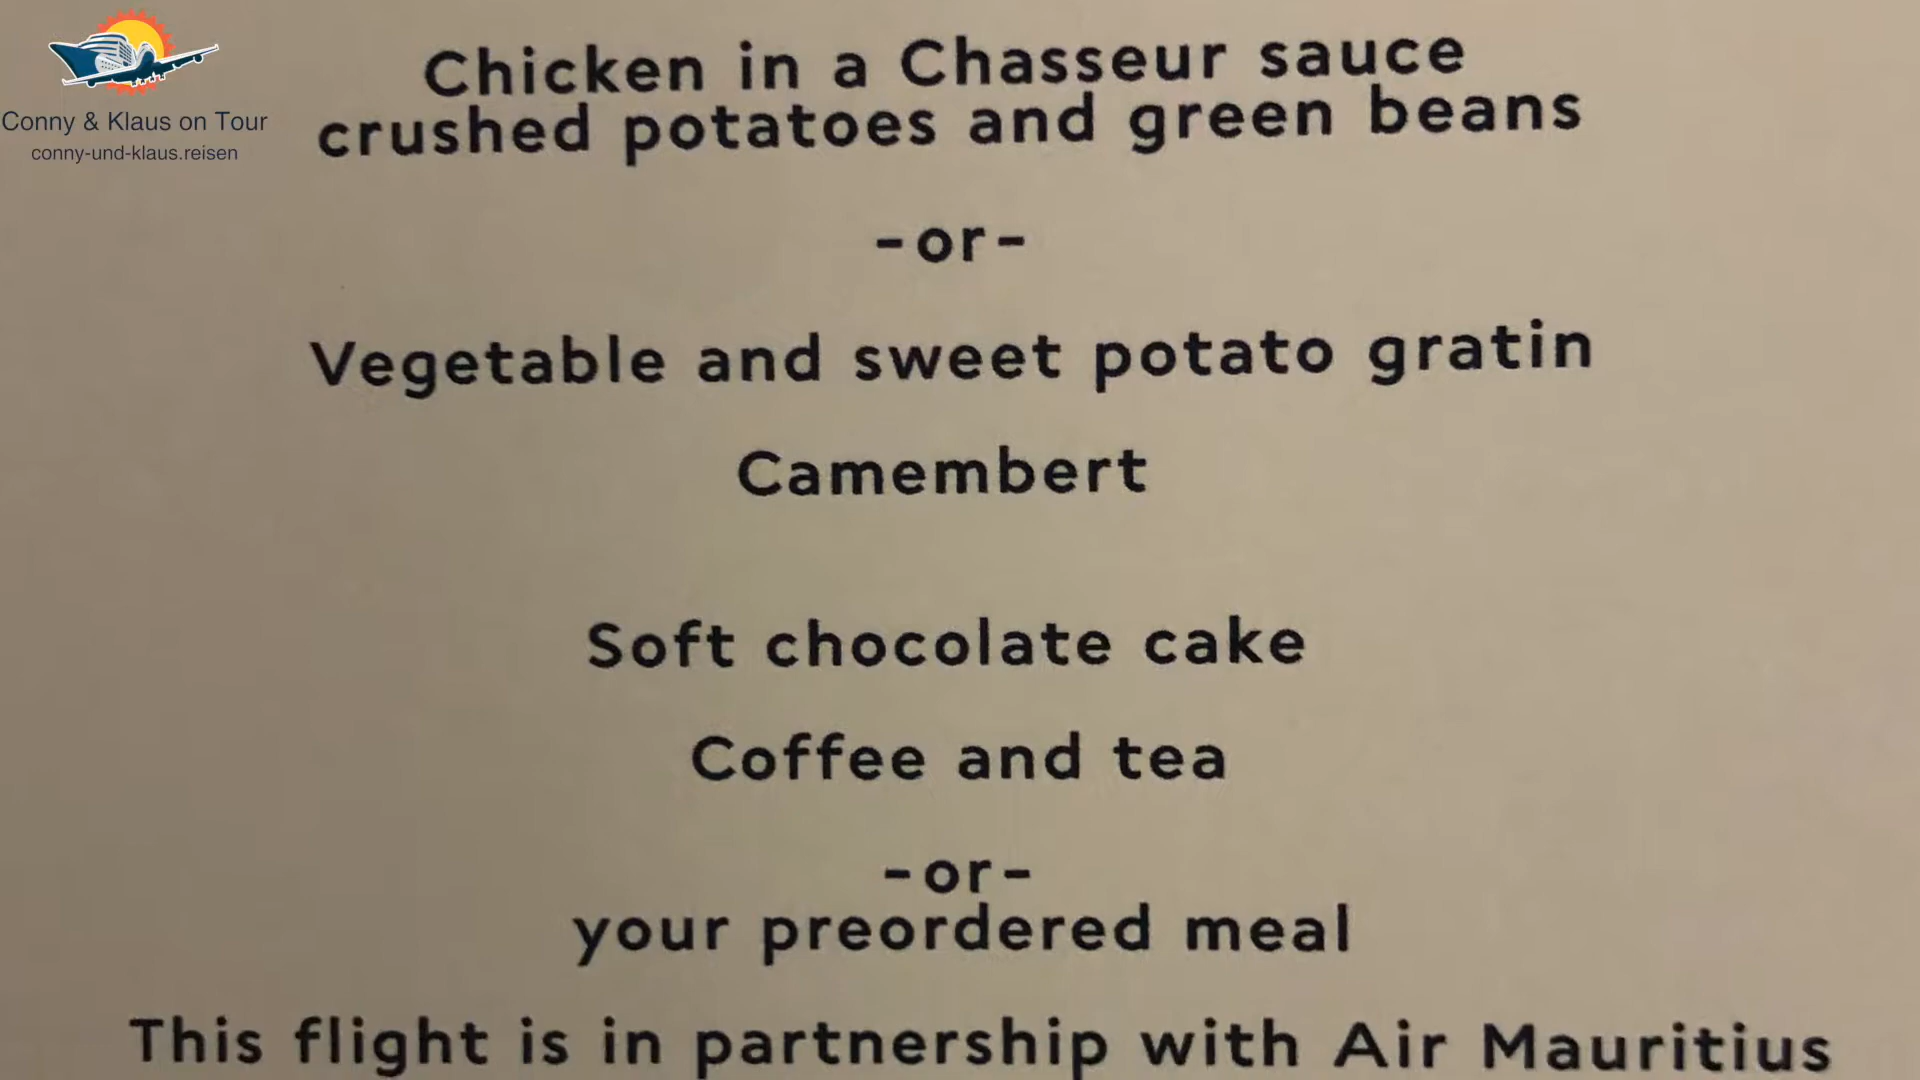 Conny & Klaus on Tour
conny-und-klaus.reisen
Chicken in a Chasseur sauce
crushed potatoes and green beans
-or-
Vegetable and sweet potato gratin
Camembert
Soft chocolate cake
Coffee and tea
-or-
your preordered meal
This flight is in partnership with Air Mauritius